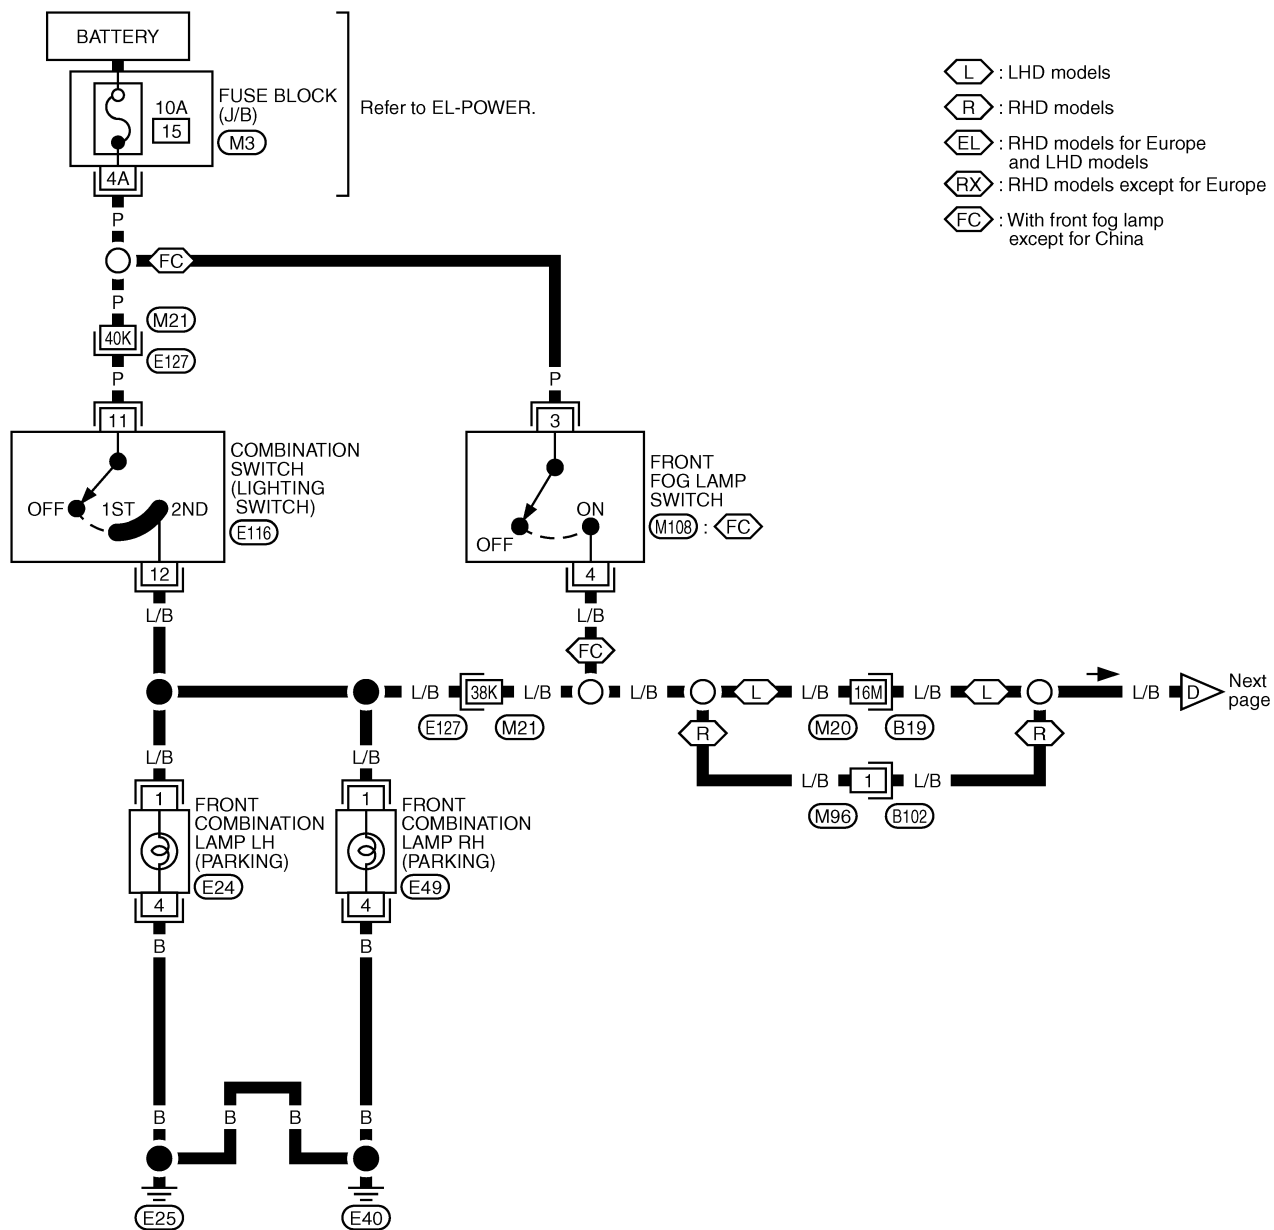 BATTERY
FUSE BLOCK
(J/B)
10A
15
M3
4A
Refer to EL-POWER.
L : LHD models
R : RHD models
EL : RHD models for Europe
and LHD models
RX : RHD models except for Europe
FC : With front fog lamp
except for China
P
FC
P
M21
40K
E127
P
P
11
3
COMBINATION
SWITCH
(LIGHTING
SWITCH)
E116
OFF
1ST
2ND
FRONT
FOG LAMP
SWITCH
M108 : FC
OFF
ON
12
4
L/B
L/B
FC
L/B
38K
L/B
L/B
L
L/B
16M
L/B
L
L/B
D
Next
page
E127
M21
R
M20
B19
R
L/B
L/B
L/B
1
L/B
M96
B102
1
FRONT
COMBINATION
LAMP LH
(PARKING)
E24
4
1
FRONT
COMBINATION
LAMP RH
(PARKING)
E49
4
B
B
B
B
B
B
E25
E40